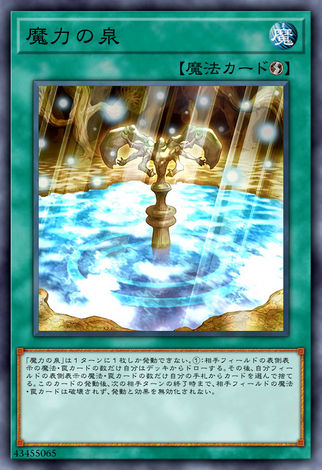 魔力の泉
魔
【魔法カード】
「魔力の泉」は1ターンに1枚しか発動できない。①:相手フィールドの表側表
示の魔法・罠カードの数だけ自分はデッキからドローする。その後、自分フィー
ルドの表側表示の魔法・罠カードの数だけ自分の手札からカードを選んで捨て
る。このカードの発動後、次の相手ターンの終了時まで、相手フィールドの魔法
・罠カードは破壊されず、発動と効果を無効化されない。
43455065